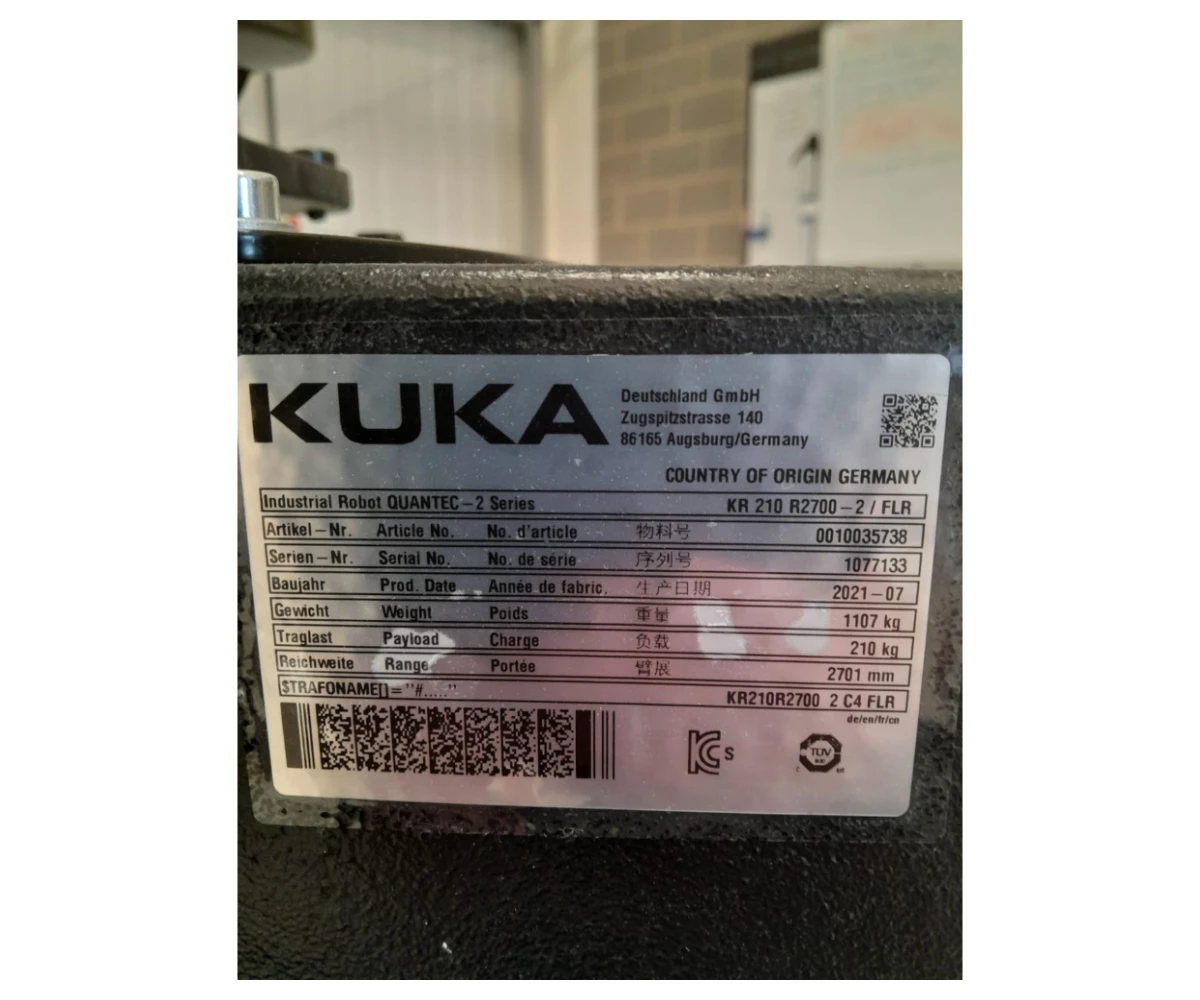 KUKA
Deutschland GmbH
Zugspitzstrasse 140
86165 Augsburg/Germany
COUNTRY OF ORIGIN GERMANY
Industrial Robot QUANTEC-2 Series KR 210 R2700-2 / FLR
Artikel-Nr. Article No. No. d'article 物料号 0010035738
Serien-Nr. Serial No. No. de série 序列号 1077133
Baujahr Prod. Date Année de fabric. 生产日期 2021-07
Gewicht Weight Poids 重量 1107 kg
Traglast Payload Charge 负载 210 kg
Reichweite Range Portée 臂展 2701 mm
$TRAFONAME[]="#....." KR210R2700 2 C4 FLR
de/en/fr/cn
KC s
TÜV